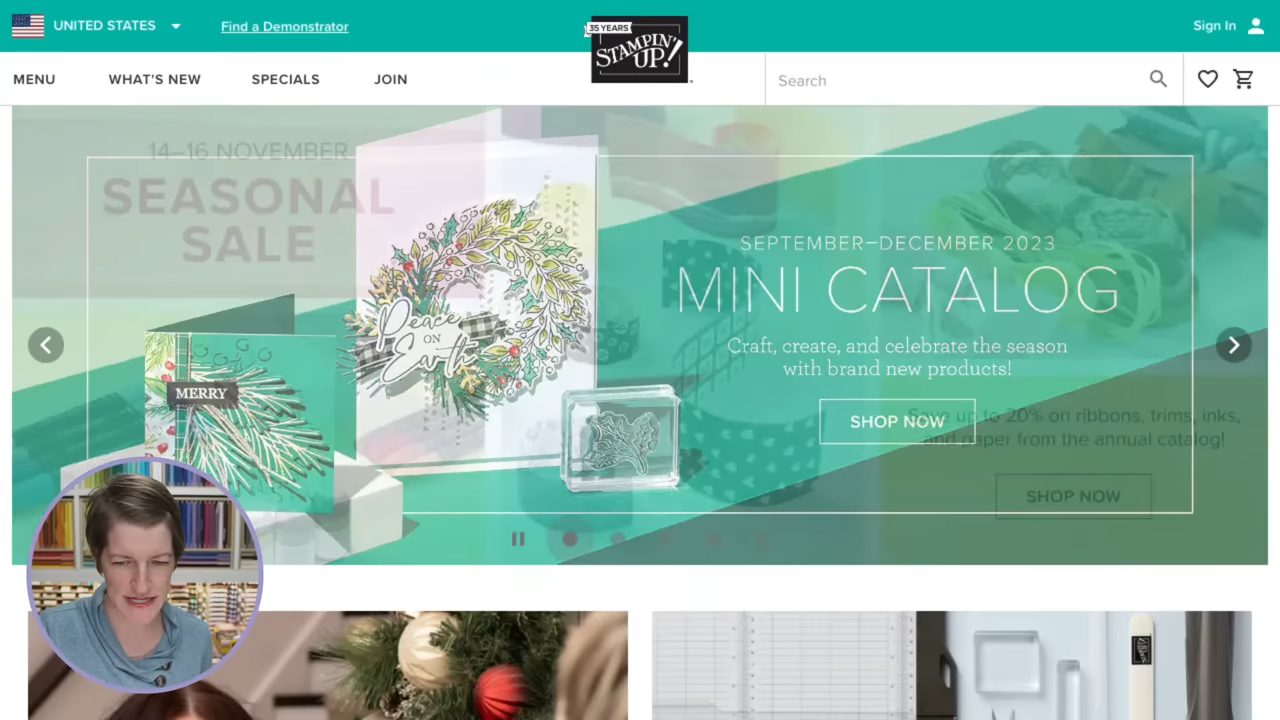 UNITED STATES
Find a Demonstrator
35 YEARS
STAMPIN' UP!
Sign In
MENU
WHAT'S NEW
SPECIALS
JOIN
Search
14–16 NOVEMBER
SEASONAL
SALE
SEPTEMBER–DECEMBER 2023
MINI CATALOG
Craft, create, and celebrate the season
with brand new products!
SHOP NOW
Save up to 20% on ribbons, trims, inks,
and paper from the annual catalog!
SHOP NOW
Peace
ON
Earth
MERRY